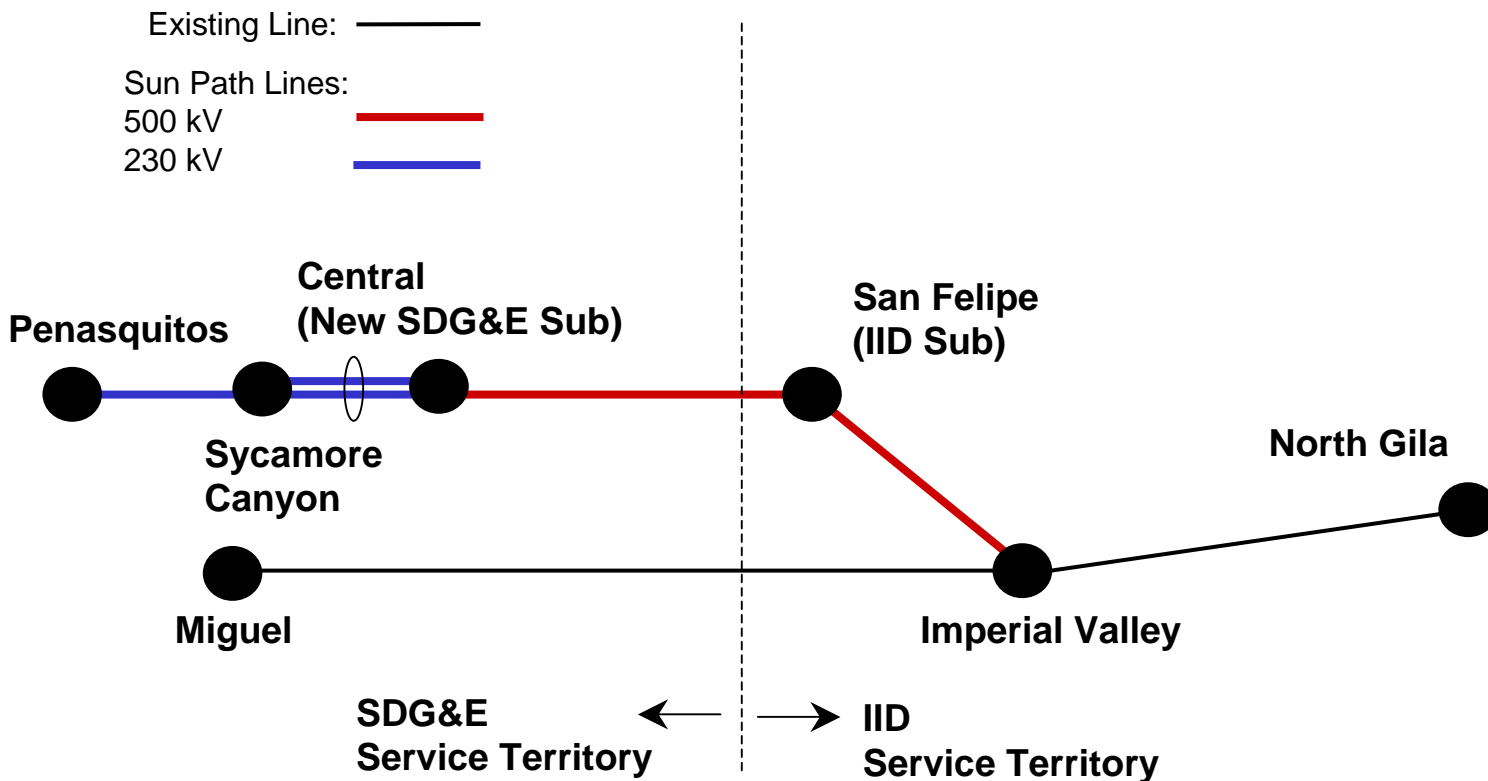 Existing Line:
Sun Path Lines:
500 kV
230 kV
Central
(New SDG&E Sub)
San Felipe
(IID Sub)
Penasquitos
North Gila
Sycamore
Canyon
Miguel
Imperial Valley
SDG&E
Service Territory
IID
Service Territory